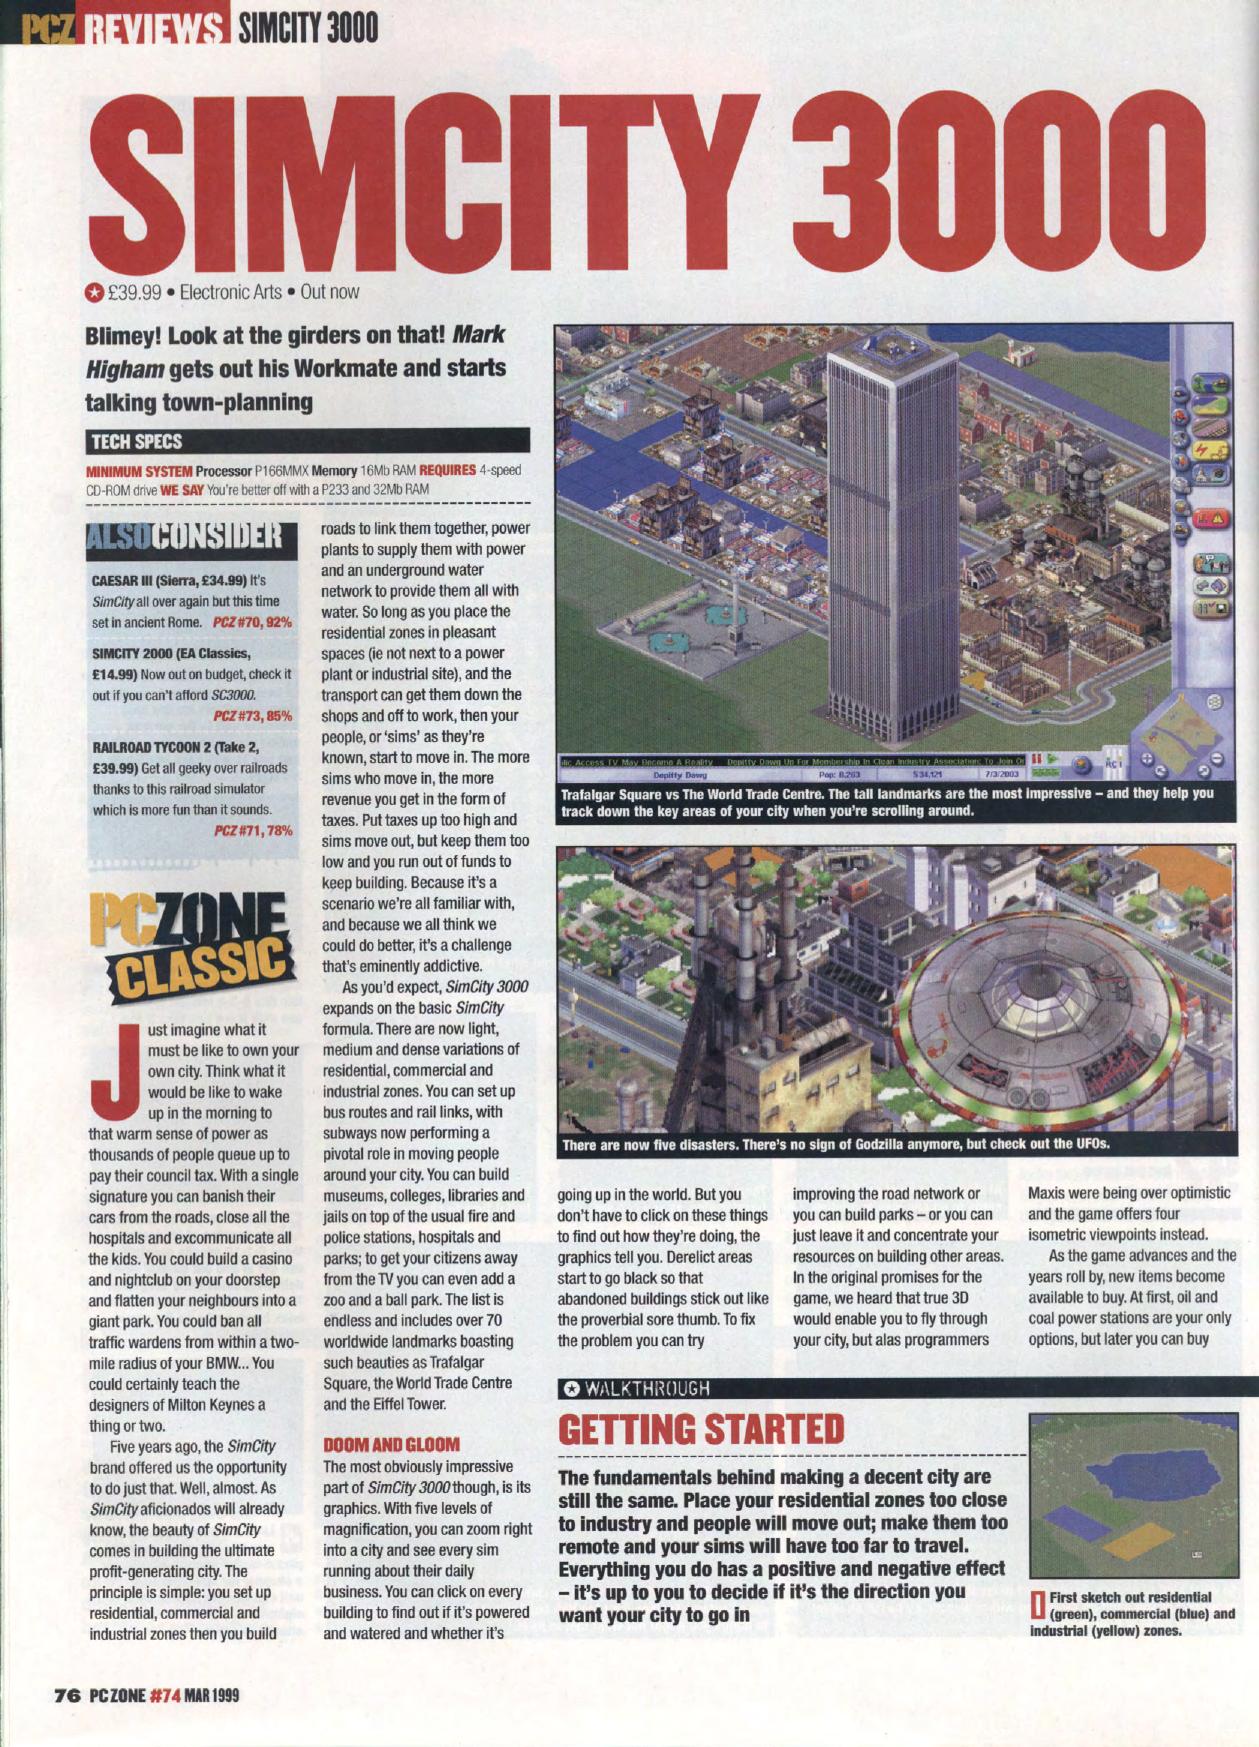 PCZ REVIEWS SIMCITY 3000
SIMCITY 3000
£39.99 • Electronic Arts • Out now
Blimey! Look at the girders on that! Mark
Higham gets out his Workmate and starts
talking town-planning
TECH SPECS
MINIMUM SYSTEM Processor P166MMX Memory 16Mb RAM REQUIRES 4-speed
CD-ROM drive WE SAY You're better off with a P233 and 32Mb RAM
ALSO CONSIDER
CAESAR III (Sierra, £34.99) It's
SimCity all over again but this time
set in ancient Rome. PCZ #70, 92%
SIMCITY 2000 (EA Classics,
£14.99) Now out on budget, check it
out if you can't afford SC3000.
PCZ #73, 85%
RAILROAD TYCOON 2 (Take 2,
£39.99) Get all geeky over railroads
thanks to this railroad simulator
which is more fun than it sounds.
PCZ #71, 78%
PCZONE
CLASSIC
Just imagine what it
must be like to own your
own city. Think what it
would be like to wake
up in the morning to
that warm sense of power as
thousands of people queue up to
pay their council tax. With a single
signature you can banish their
cars from the roads, close all the
hospitals and excommunicate all
the kids. You could build a casino
and nightclub on your doorstep
and flatten your neighbours into a
giant park. You could ban all
traffic wardens from within a two-
mile radius of your BMW... You
could certainly teach the
designers of Milton Keynes a
thing or two.
Five years ago, the SimCity
brand offered us the opportunity
to do just that. Well, almost. As
SimCity aficionados will already
know, the beauty of SimCity
comes in building the ultimate
profit-generating city. The
principle is simple: you set up
residential, commercial and
industrial zones then you build
roads to link them together, power
plants to supply them with power
and an underground water
network to provide them all with
water. So long as you place the
residential zones in pleasant
spaces (ie not next to a power
plant or industrial site), and the
transport can get them down the
shops and off to work, then your
people, or 'sims' as they're
known, start to move in. The more
sims who move in, the more
revenue you get in the form of
taxes. Put taxes up too high and
sims move out, but keep them too
low and you run out of funds to
keep building. Because it's a
scenario we're all familiar with,
and because we all think we
could do better, it's a challenge
that's eminently addictive.
As you'd expect, SimCity 3000
expands on the basic SimCity
formula. There are now light,
medium and dense variations of
residential, commercial and
industrial zones. You can set up
bus routes and rail links, with
subways now performing a
pivotal role in moving people
around your city. You can build
museums, colleges, libraries and
jails on top of the usual fire and
police stations, hospitals and
parks; to get your citizens away
from the TV you can even add a
zoo and a ball park. The list is
endless and includes over 70
worldwide landmarks boasting
such beauties as Trafalgar
Square, the World Trade Centre
and the Eiffel Tower.
DOOM AND GLOOM
The most obviously impressive
part of SimCity 3000 though, is its
graphics. With five levels of
magnification, you can zoom right
into a city and see every sim
running about their daily
business. You can click on every
building to find out if it's powered
and watered and whether it's
lic Access TV May Become A Reality Depitty Dawg Up For Membership In Clean Industry Association: To Join
Depitty Dawg Pop: 8,263 $34,121 7/3/2003
RCI
Trafalgar Square vs The World Trade Centre. The tall landmarks are the most impressive – and they help you
track down the key areas of your city when you're scrolling around.
There are now five disasters. There's no sign of Godzilla anymore, but check out the UFOs.
going up in the world. But you
don't have to click on these things
to find out how they're doing, the
graphics tell you. Derelict areas
start to go black so that
abandoned buildings stick out like
the proverbial sore thumb. To fix
the problem you can try
improving the road network or
you can build parks – or you can
just leave it and concentrate your
resources on building other areas.
In the original promises for the
game, we heard that true 3D
would enable you to fly through
your city, but alas programmers
Maxis were being over optimistic
and the game offers four
isometric viewpoints instead.
As the game advances and the
years roll by, new items become
available to buy. At first, oil and
coal power stations are your only
options, but later you can buy
WALKTHROUGH
GETTING STARTED
The fundamentals behind making a decent city are
still the same. Place your residential zones too close
to industry and people will move out; make them too
remote and your sims will have too far to travel.
Everything you do has a positive and negative effect
– it's up to you to decide if it's the direction you
want your city to go in
First sketch out residential
(green), commercial (blue) and
industrial (yellow) zones.
76 PCZONE #74 MAR 1999